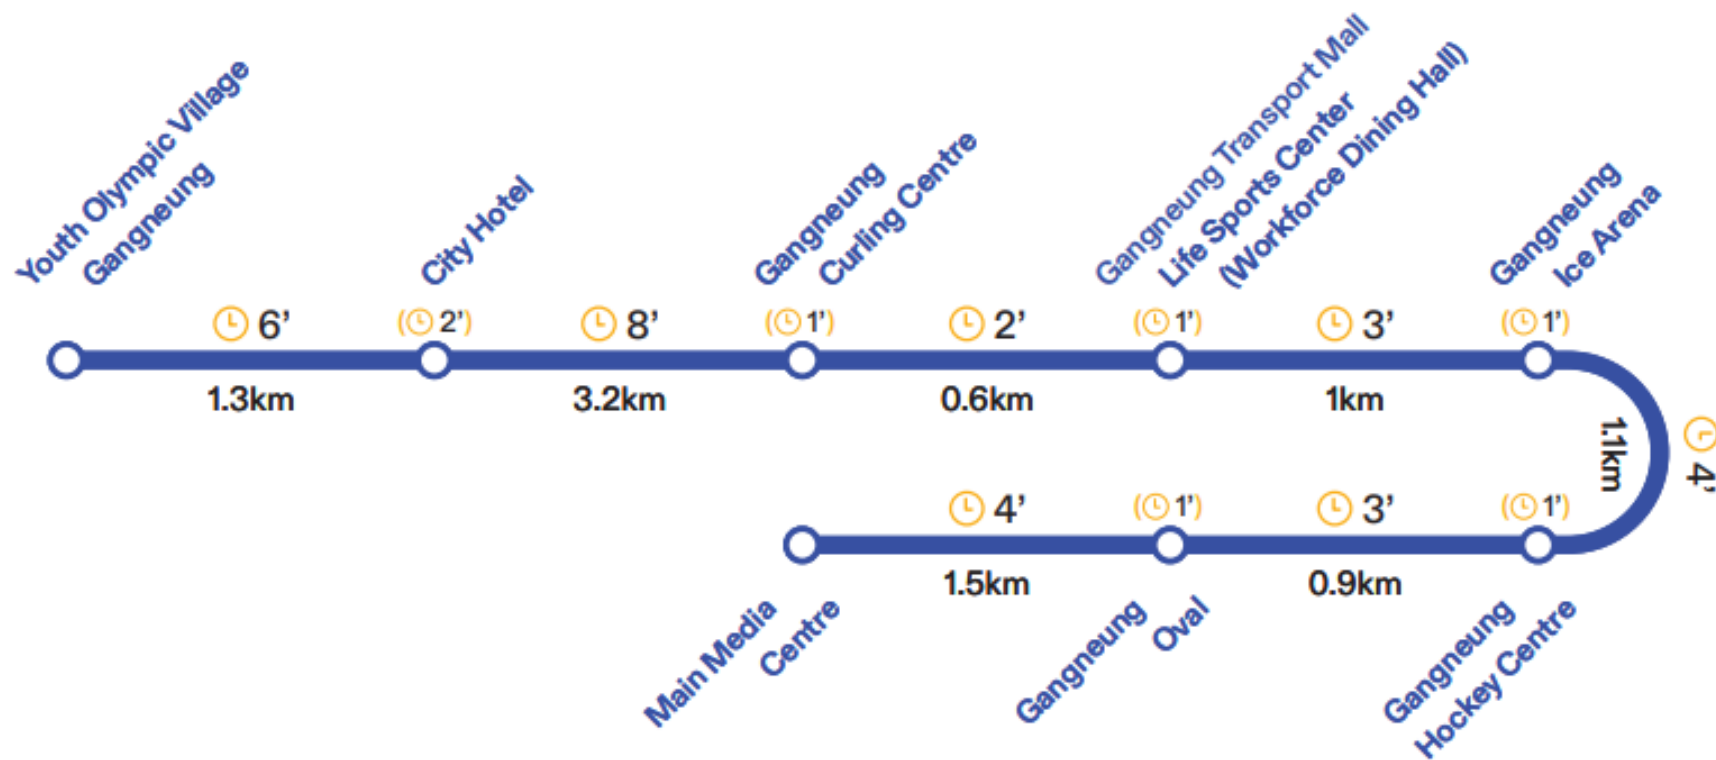 Youth Olympic Village
Gangneung
City Hotel
Gangneung
Curling Centre
Gangneung Transport Mall
Life Sports Center
(Workforce Dining Hall)
Gangneung
Ice Arena
6’
(2’)
8’
(1’)
2’
(1’)
3’
(1’)
1.3km
3.2km
0.6km
1km
1.1km
4’
4’
(1’)
3’
(1’)
1.5km
0.9km
Main Media
Centre
Gangneung
Oval
Gangneung
Hockey Centre